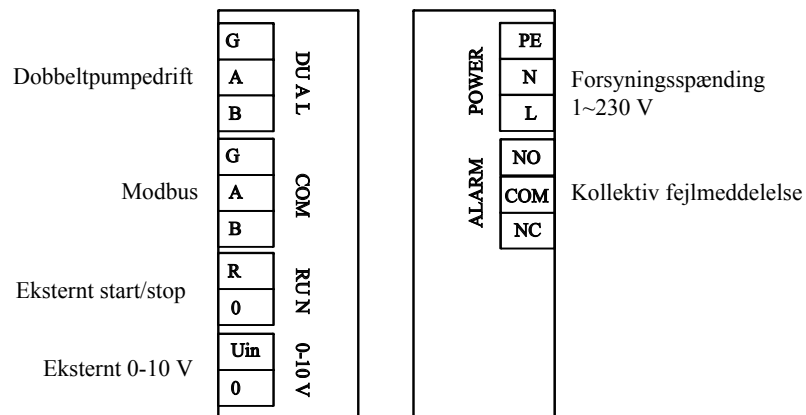 Dobbeltpumpedrift
G
A
B
DUAL
Modbus
G
A
B
COM
Eksternt start/stop
R
0
RUN
Eksternt 0-10 V
Uin
0
0-10V
POWER
PE
N
L
Forsyningsspænding
1~230 V
ALARM
NO
COM
NC
Kollektiv fejlmeddelelse